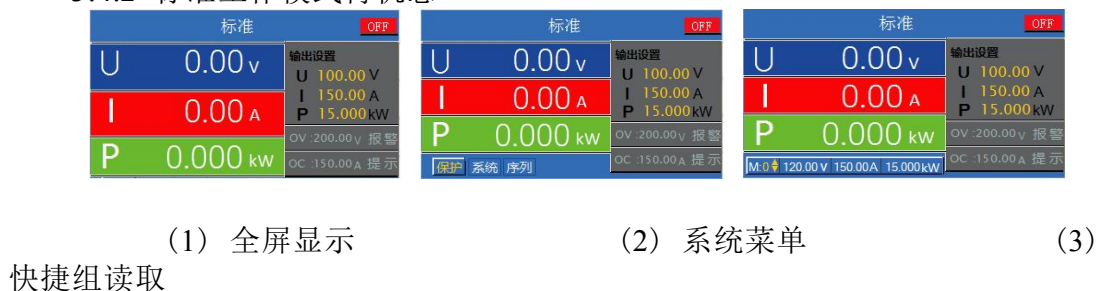 标准 OFF
U 0.00 v
I 0.00 A
P 0.000 kW
输出设置
U 100.00 V
I 150.00 A
P 15.000 kW
OV :200.00 v 报警
OC :150.00 A 提示
标准 OFF
U 0.00 v
I 0.00 A
P 0.000 kW
保护 系统 序列
输出设置
U 100.00 V
I 150.00 A
P 15.000 kW
OV :200.00 v 报警
OC :150.00 A 提示
标准 OFF
U 0.00 v
I 0.00 A
P 0.000 kW
M:0 120.00 V 150.00A 15.000kW
输出设置
U 100.00 V
I 150.00 A
P 15.000 kW
OV :200.00 v 报警
OC :150.00 A 提示
(1) 全屏显示 (2) 系统菜单 (3)
快捷组读取